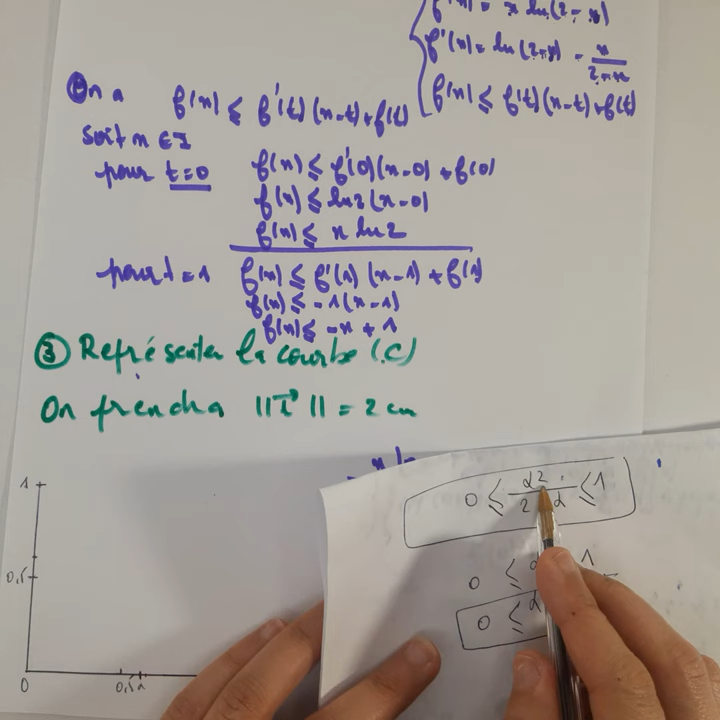 f(x) = x ln(2-x)
f'(x) = ln(2-x) - x/(2-x)
f(x) ≤ f'(t)(x-t)+f(t)
On a f(x) ≤ f'(t)(x-t)+f(t)
soit x ∈ I
pour t=0 f(x) ≤ f'(0)(x-0)+f(0)
f(x) ≤ ln2(x-0)
f(x) ≤ x ln2
pour t=1 f(x) ≤ f'(1)(x-1)+f(1)
f(x) ≤ -1(x-1)
f(x) ≤ -x+1
③ Représenter la courbe (C)
On prendra ||i⃗|| = 2 cm
1
0,5
0
0,5
0 ≤ α²/(2-α) ≤ 1
0 ≤
0 ≤